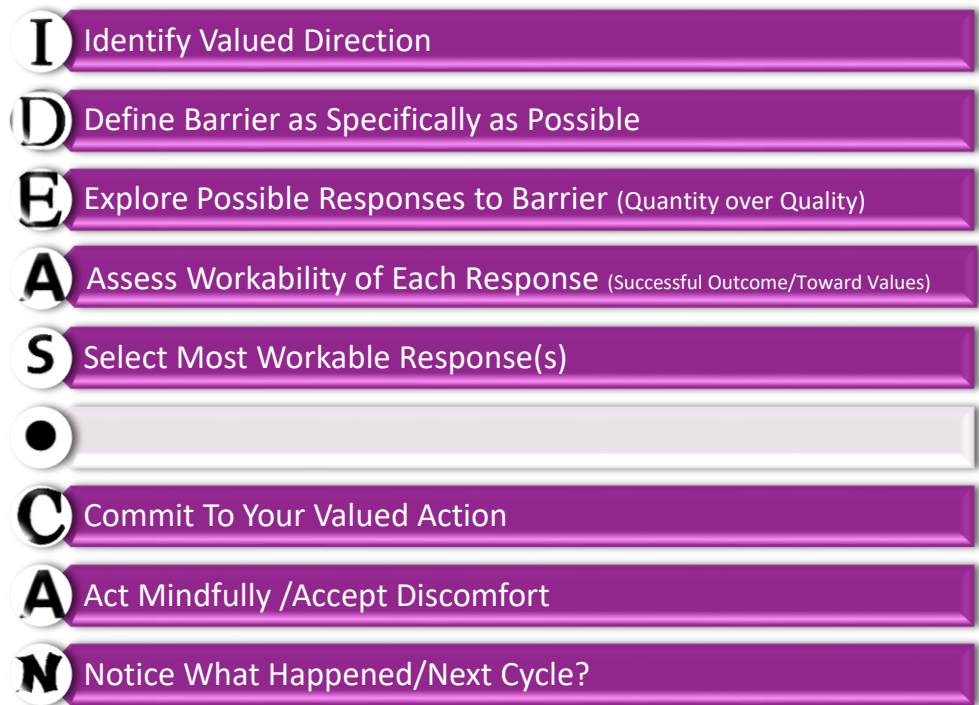 I Identify Valued Direction
D Define Barrier as Specifically as Possible
E Explore Possible Responses to Barrier (Quantity over Quality)
A Assess Workability of Each Response (Successful Outcome/Toward Values)
S Select Most Workable Response(s)
●
C Commit To Your Valued Action
A Act Mindfully /Accept Discomfort
N Notice What Happened/Next Cycle?